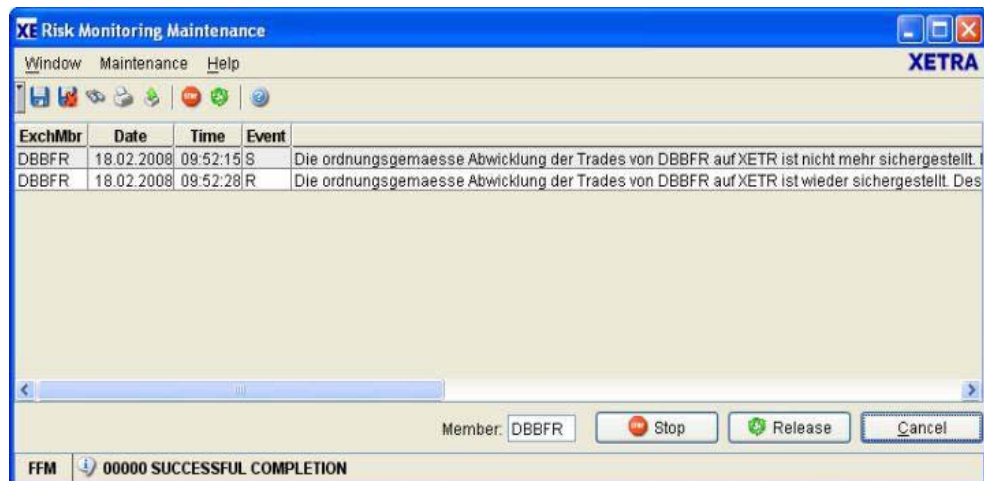 XE Risk Monitoring Maintenance
Window Maintenance Help
XETRA
ExchMbr Date Time Event
DBBFR 18.02.2008 09:52:15 S Die ordnungsgemaesse Abwicklung der Trades von DBBFR auf XETR ist nicht mehr sichergestellt.
DBBFR 18.02.2008 09:52:28 R Die ordnungsgemaesse Abwicklung der Trades von DBBFR auf XETR ist wieder sichergestellt. Des
Member: DBBFR Stop Release Cancel
FFM 00000 SUCCESSFUL COMPLETION